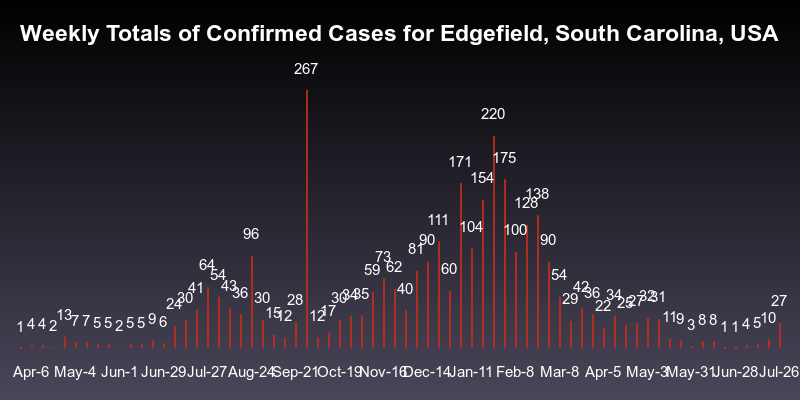 Weekly Totals of Confirmed Cases for Edgefield, South Carolina, USA
1 4 4 2 13 7 7 5 5 2 5 5 9 6 24 30 41 64 54 43 36 96 30 15 12 28 267 12 17 30 34 35 59 73 62 40 81 90 111 60 171 104 154 220 175 100 128 138 90 54 29 42 36 22 34 25 27 32 31 11 9 3 8 8 1 1 4 5 10 27
Apr-6 May-4 Jun-1 Jun-29 Jul-27 Aug-24 Sep-21 Oct-19 Nov-16 Dec-14 Jan-11 Feb-8 Mar-8 Apr-5 May-3 May-31 Jun-28 Jul-26